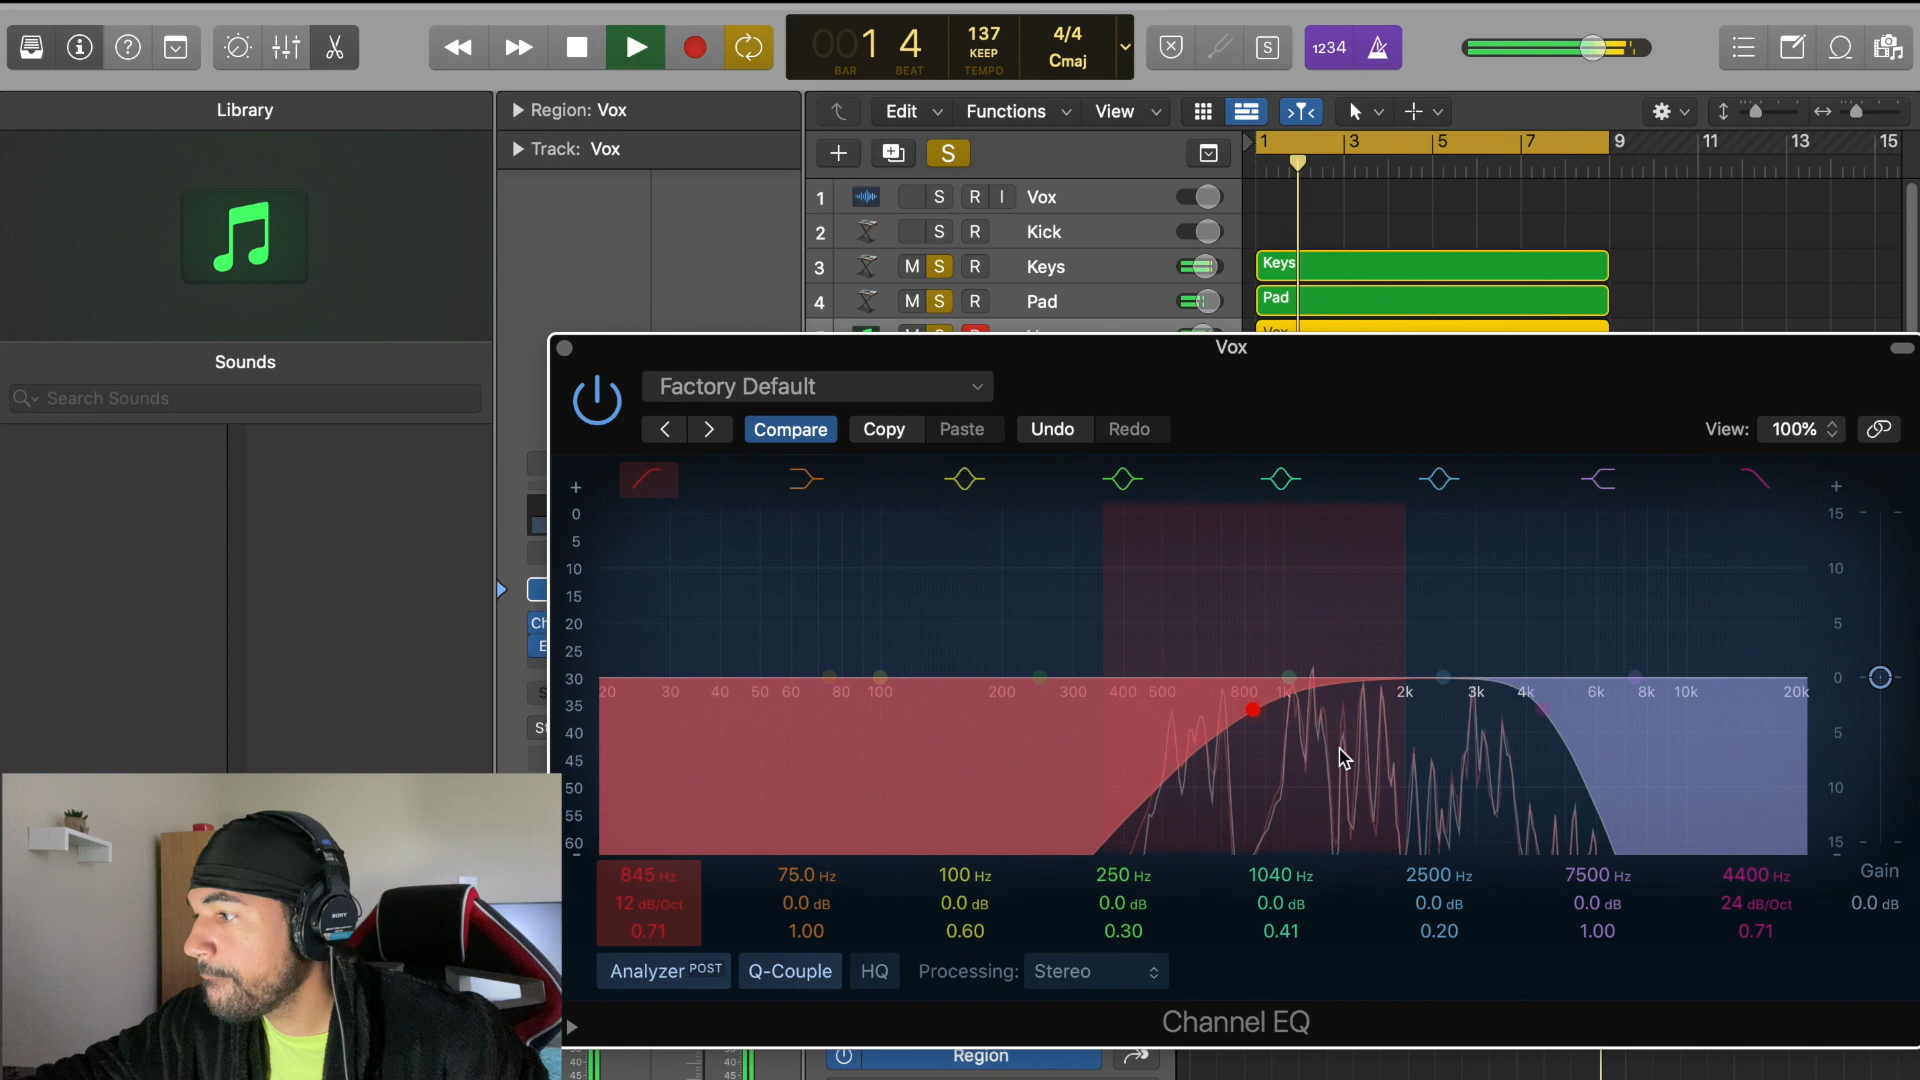 001 4
BAR BEAT
137
KEEP
TEMPO
4/4
Cmaj
S
1234
Library
Region: Vox
Edit
Functions
View
Track: Vox
S
1 3 5 7 9 11 13 15
1 S R I Vox
2 S R Kick
3 M S R Keys
Keys
4 M S R Pad
Pad
Sounds
Search Sounds
Vox
Factory Default
Compare
Copy
Paste
Undo
Redo
View: 100%
+ +
0 15
5
10 10
15
20 5
25
30 0
20 30 40 50 60 80 100 200 300 400 500 800 1k 2k 3k 4k 6k 8k 10k 20k
35
40 5
45
50 10
55
60 15
Ch
E
S
St
845 Hz 75.0 Hz 100 Hz 250 Hz 1040 Hz 2500 Hz 7500 Hz 4400 Hz Gain
12 dB/Oct 0.0 dB 0.0 dB 0.0 dB 0.0 dB 0.0 dB 0.0 dB 24 dB/Oct 0.0 dB
0.71 1.00 0.60 0.30 0.41 0.20 1.00 0.71
Analyzer POST
Q-Couple
HQ
Processing: Stereo
Channel EQ
SONY
40 40
45 45
Region